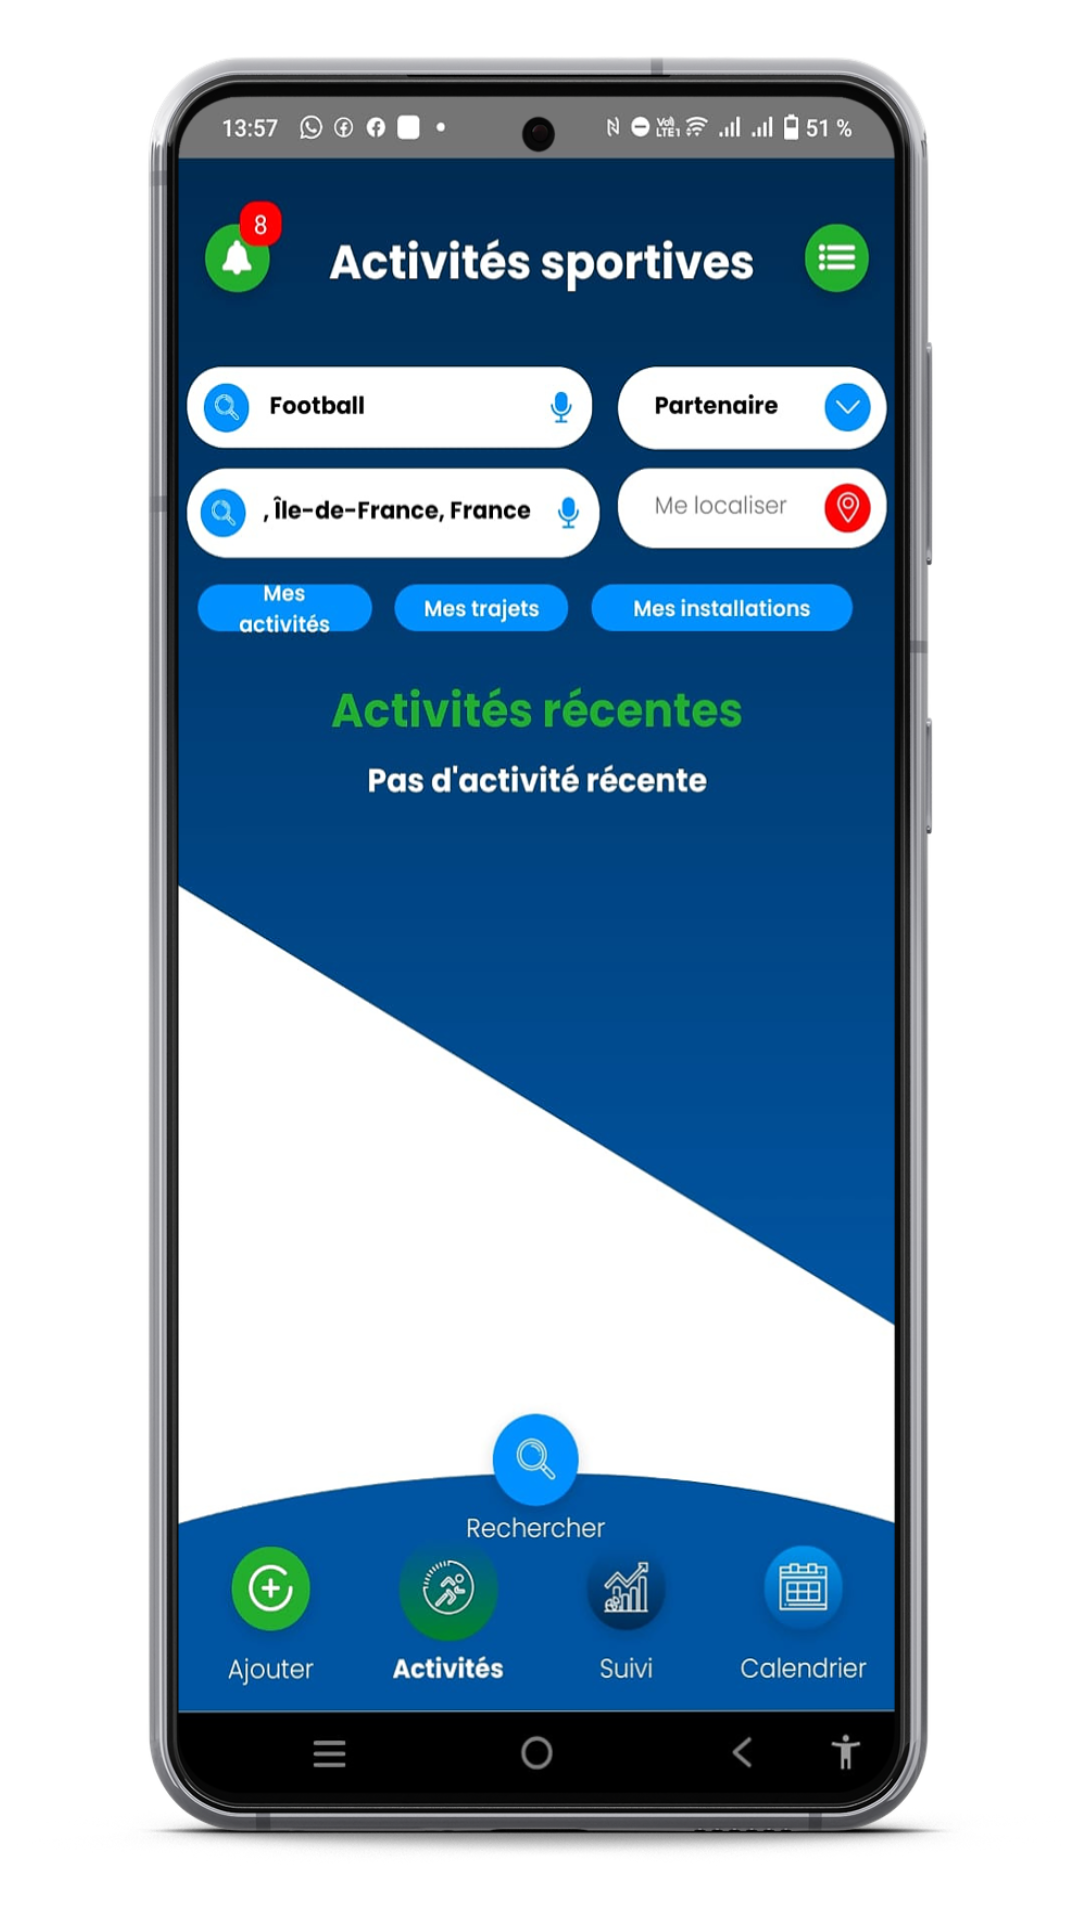 13:57
VoLTE1 51 %
8
Activités sportives
Football
Partenaire
, Île-de-France, France
Me localiser
Mes
activités
Mes trajets
Mes installations
Activités récentes
Pas d'activité récente
Rechercher
Ajouter
Activités
Suivi
Calendrier